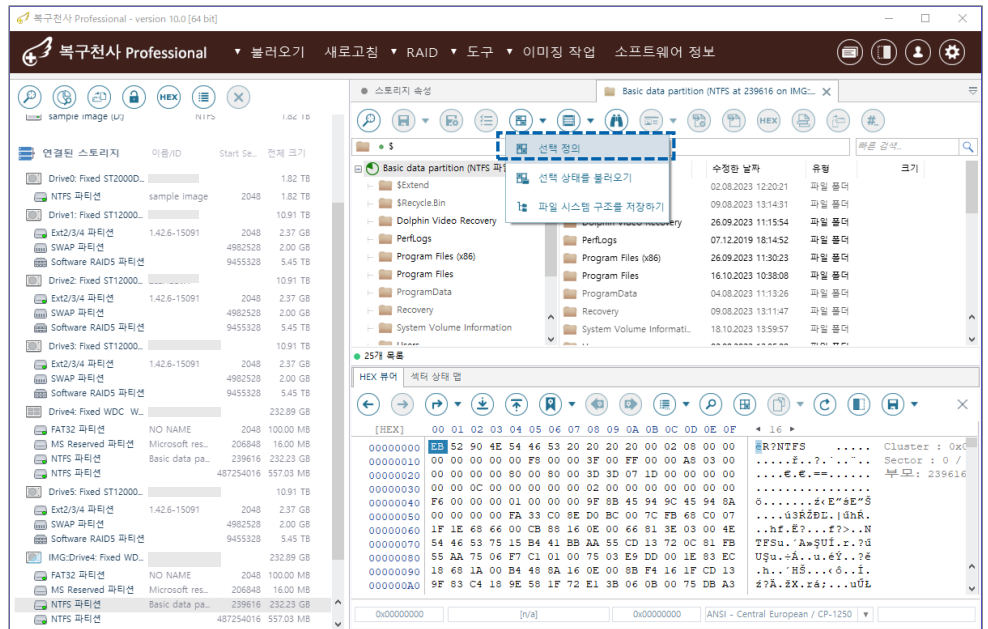 복구천사 Professional - version 10.0 [64 bit]
복구천사 Professional ▼ 불러오기 새로고침 ▼ RAID ▼ 도구 ▼ 이미징 작업 소프트웨어 정보
HEX
sample image (D:) NTFS 1.82 TB
연결된 스토리지 이름/ID Start Se... 전체 크기
Drive0: Fixed ST2000D... 1.82 TB
NTFS 파티션 sample image 2048 1.82 TB
Drive1: Fixed ST12000... 10.91 TB
Ext2/3/4 파티션 1.42.6-15091 2048 2.37 GB
SWAP 파티션 4982528 2.00 GB
Software RAID5 파티션 9455328 5.45 TB
Drive2: Fixed ST12000... 10.91 TB
Ext2/3/4 파티션 1.42.6-15091 2048 2.37 GB
SWAP 파티션 4982528 2.00 GB
Software RAID5 파티션 9455328 5.45 TB
Drive3: Fixed ST12000... 10.91 TB
Ext2/3/4 파티션 1.42.6-15091 2048 2.37 GB
SWAP 파티션 4982528 2.00 GB
Software RAID5 파티션 9455328 5.45 TB
Drive4: Fixed WDC W... 232.89 GB
FAT32 파티션 NO NAME 2048 100.00 MB
MS Reserved 파티션 Microsoft res... 206848 16.00 MB
NTFS 파티션 Basic data pa... 239616 232.23 GB
NTFS 파티션 487254016 557.03 MB
Drive5: Fixed ST12000... 10.91 TB
Ext2/3/4 파티션 1.42.6-15091 2048 2.37 GB
SWAP 파티션 4982528 2.00 GB
Software RAID5 파티션 9455328 5.45 TB
IMG:Drive4: Fixed WD... 232.89 GB
FAT32 파티션 NO NAME 2048 100.00 MB
MS Reserved 파티션 Microsoft res... 206848 16.00 MB
NTFS 파티션 Basic data pa... 239616 232.23 GB
NTFS 파티션 487254016 557.03 MB
스토리지 속성 Basic data partition (NTFS at 239616 on IMG:...
HEX
$ 빠른 검색...
선택 정의
선택 상태를 불러오기
파일 시스템 구조를 저장하기
Basic data partition (NTFS 파 수정한 날짜 유형 크기
$Extend 02.08.2023 12:20:21 파일 폴더
$Recycle.Bin 09.08.2023 13:14:31 파일 폴더
Dolphin Video Recovery Dolphin Video Recovery 26.09.2023 11:15:54 파일 폴더
PerfLogs PerfLogs 07.12.2019 18:14:52 파일 폴더
Program Files (x86) Program Files (x86) 26.09.2023 11:30:23 파일 폴더
Program Files Program Files 16.10.2023 10:38:08 파일 폴더
ProgramData ProgramData 04.08.2023 11:13:26 파일 폴더
Recovery Recovery 09.08.2023 13:11:47 파일 폴더
System Volume Information System Volume Informati... 18.10.2023 13:59:57 파일 폴더
25개 목록
HEX 뷰어 섹터 상태 맵
[HEX] 00 01 02 03 04 05 06 07 08 09 0A 0B 0C 0D 0E 0F ◂ 16 ▸
00000000 EB 52 90 4E 54 46 53 20 20 20 20 00 02 08 00 00 ëR?NTFS ..... Cluster : 0x0
00000010 00 00 00 00 00 F8 00 00 3F 00 FF 00 00 A8 03 00 .....ř..?.˙..¨.. Sector : 0 /
00000020 00 00 00 00 80 00 80 00 3D 3D 07 1D 00 00 00 00 ....€.€.==...... 부모: 239616
00000030 00 00 0C 00 00 00 00 00 02 00 00 00 00 00 00 00 ................
00000040 F6 00 00 00 01 00 00 00 9F 8B 45 94 9C 45 94 8A ö.......ź‹E”śE”Š
00000050 00 00 00 00 FA 33 C0 8E D0 BC 00 7C FB 68 C0 07 ....ú3ŔŽĐĽ.|űhŔ.
00000060 1F 1E 68 66 00 CB 88 16 0E 00 66 81 3E 03 00 4E ..hf.Ë?...f?>..N
00000070 54 46 53 75 15 B4 41 BB AA 55 CD 13 72 0C 81 FB TFSu.´A»ŞUÍ.r.?ű
00000080 55 AA 75 06 F7 C1 01 00 75 03 E9 DD 00 1E 83 EC UŞu.÷Á..u.éÝ..?ě
00000090 18 68 1A 00 B4 48 8A 16 0E 00 8B F4 16 1F CD 13 .h..´HŠ...‹ô..Í.
000000A0 9F 83 C4 18 9E 58 1F 72 E1 3B 06 0B 00 75 DB A3 ź?Ä.žX.rá;...uŰŁ
0x00000000 [n/a] 0x00000000 ANSI - Central European / CP-1250